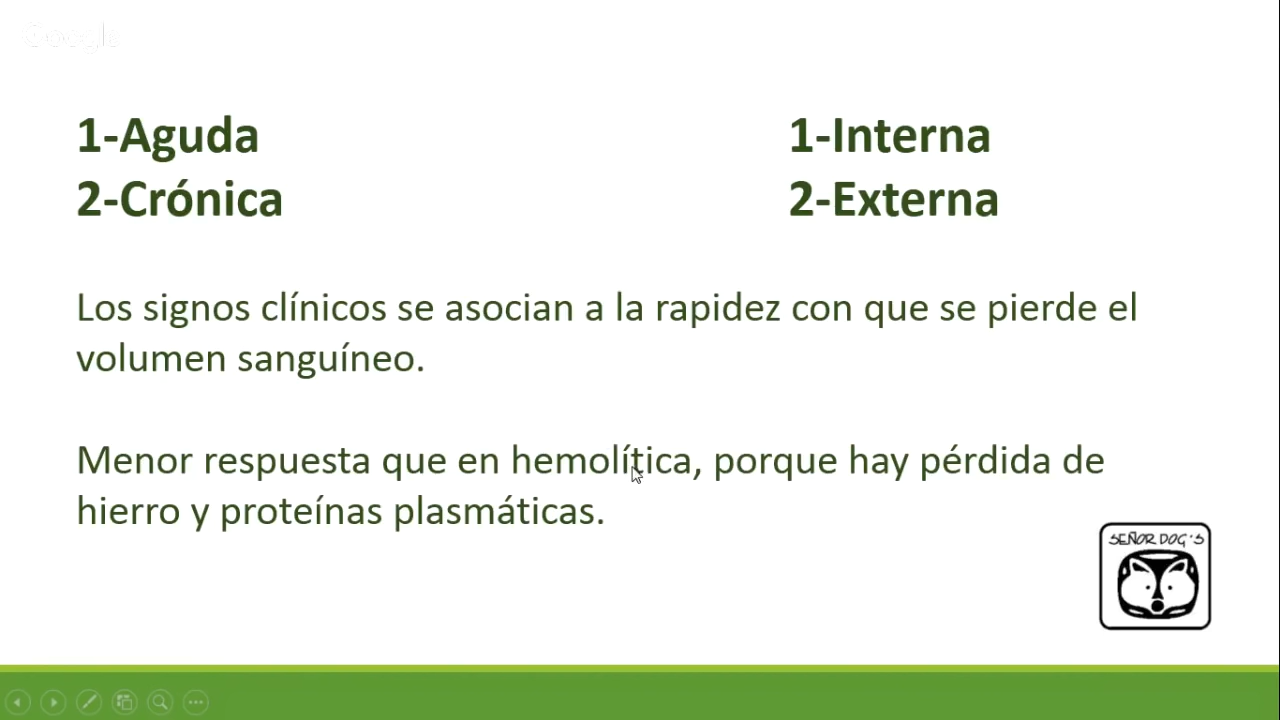 1-Aguda
2-Crónica
1-Interna
2-Externa
Los signos clínicos se asocian a la rapidez con que se pierde el
volumen sanguíneo.
Menor respuesta que en hemolítica, porque hay pérdida de
hierro y proteínas plasmáticas.
SEÑOR DOG'S